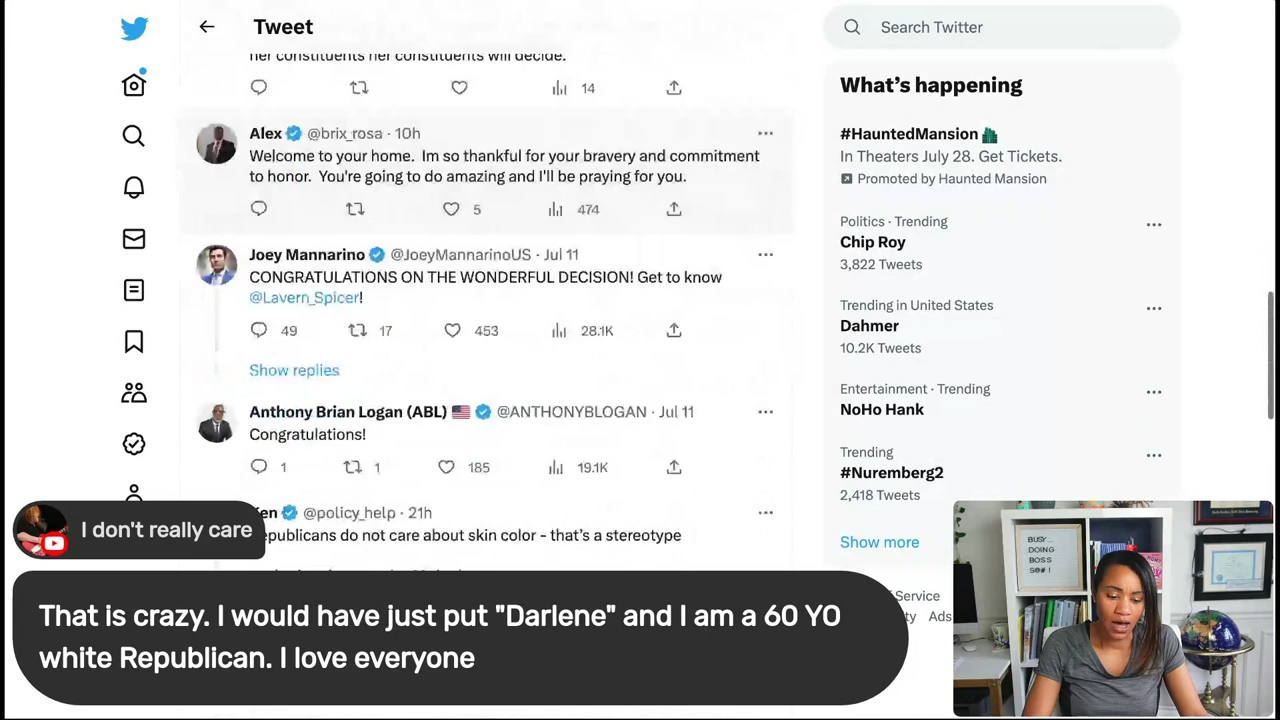 Tweet
her constituents her constituents will decide.
14
Alex @brix_rosa · 10h
Welcome to your home. Im so thankful for your bravery and commitment
to honor. You're going to do amazing and I'll be praying for you.
5 474
Joey Mannarino @JoeyMannarinoUS · Jul 11
CONGRATULATIONS ON THE WONDERFUL DECISION! Get to know
@Lavern_Spicer!
49 17 453 28.1K
Show replies
Anthony Brian Logan (ABL) @ANTHONYBLOGAN · Jul 11
Congratulations!
1 1 185 19.1K
@policy_help · 21h
epublicans do not care about skin color - that's a stereotype
Search Twitter
What's happening
#HauntedMansion
In Theaters July 28. Get Tickets.
Promoted by Haunted Mansion
Politics · Trending
Chip Roy
3,822 Tweets
Trending in United States
Dahmer
10.2K Tweets
Entertainment · Trending
NoHo Hank
Trending
#Nuremberg2
2,418 Tweets
Show more
Service
Ads
I don't really care
That is crazy. I would have just put "Darlene" and I am a 60 YO
white Republican. I love everyone
BUSY...
DOING
BOSS
S@#!